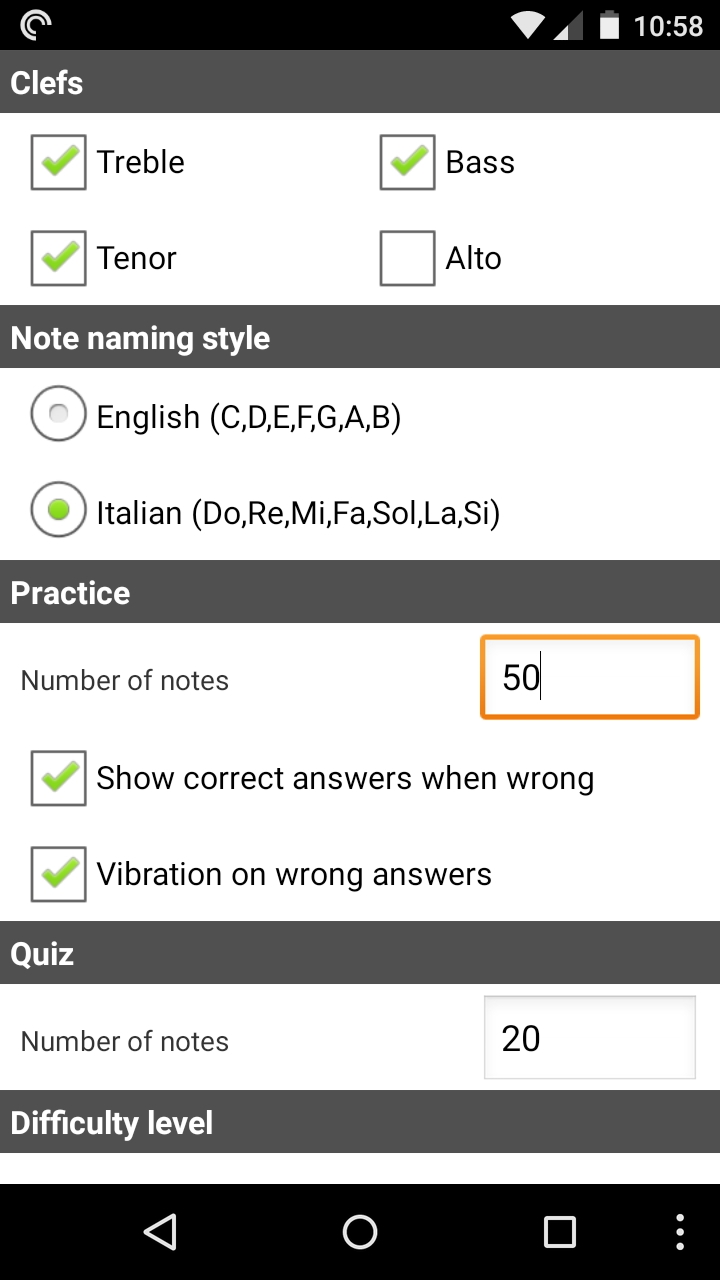 10:58
Clefs
Treble Bass
Tenor Alto
Note naming style
English (C,D,E,F,G,A,B)
Italian (Do,Re,Mi,Fa,Sol,La,Si)
Practice
Number of notes 50
Show correct answers when wrong
Vibration on wrong answers
Quiz
Number of notes 20
Difficulty level